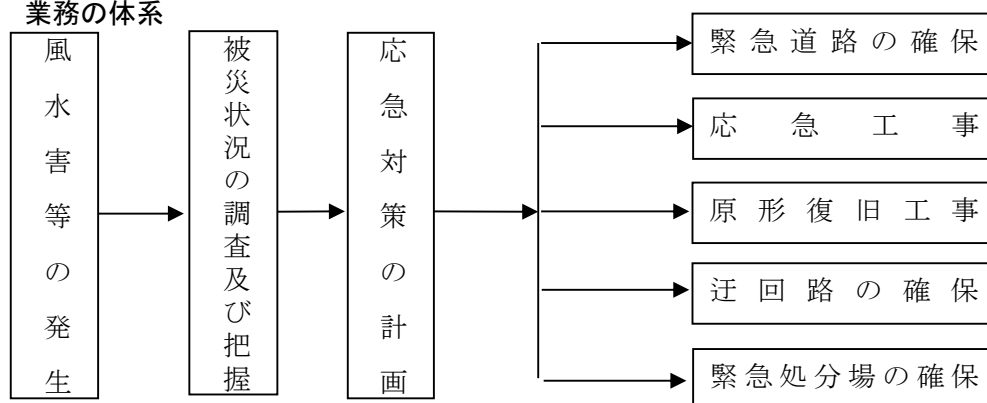 業務の体系
風水害等の発生
被災状況の調査及び把握
応急対策の計画
緊急道路の確保
応急工事
原形復旧工事
迂回路の確保
緊急処分場の確保